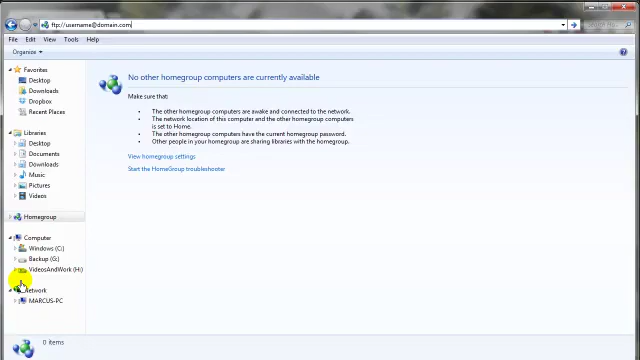 ftp://username@domain.com
File Edit View Tools Help
Organize
Favorites
Desktop
Downloads
Dropbox
Recent Places
Libraries
Desktop
Documents
Downloads
Music
Pictures
Videos
Homegroup
Computer
Windows (C:)
Backup (G:)
VideosAndWork (H:)
Network
MARCUS-PC
No other homegroup computers are currently available
Make sure that:
• The other homegroup computers are awake and connected to the network.
• The network location of this computer and the other homegroup computers
is set to Home.
• The other homegroup computers have the current homegroup password.
• Other people in your homegroup are sharing libraries with the homegroup.
View homegroup settings
Start the HomeGroup troubleshooter
0 items